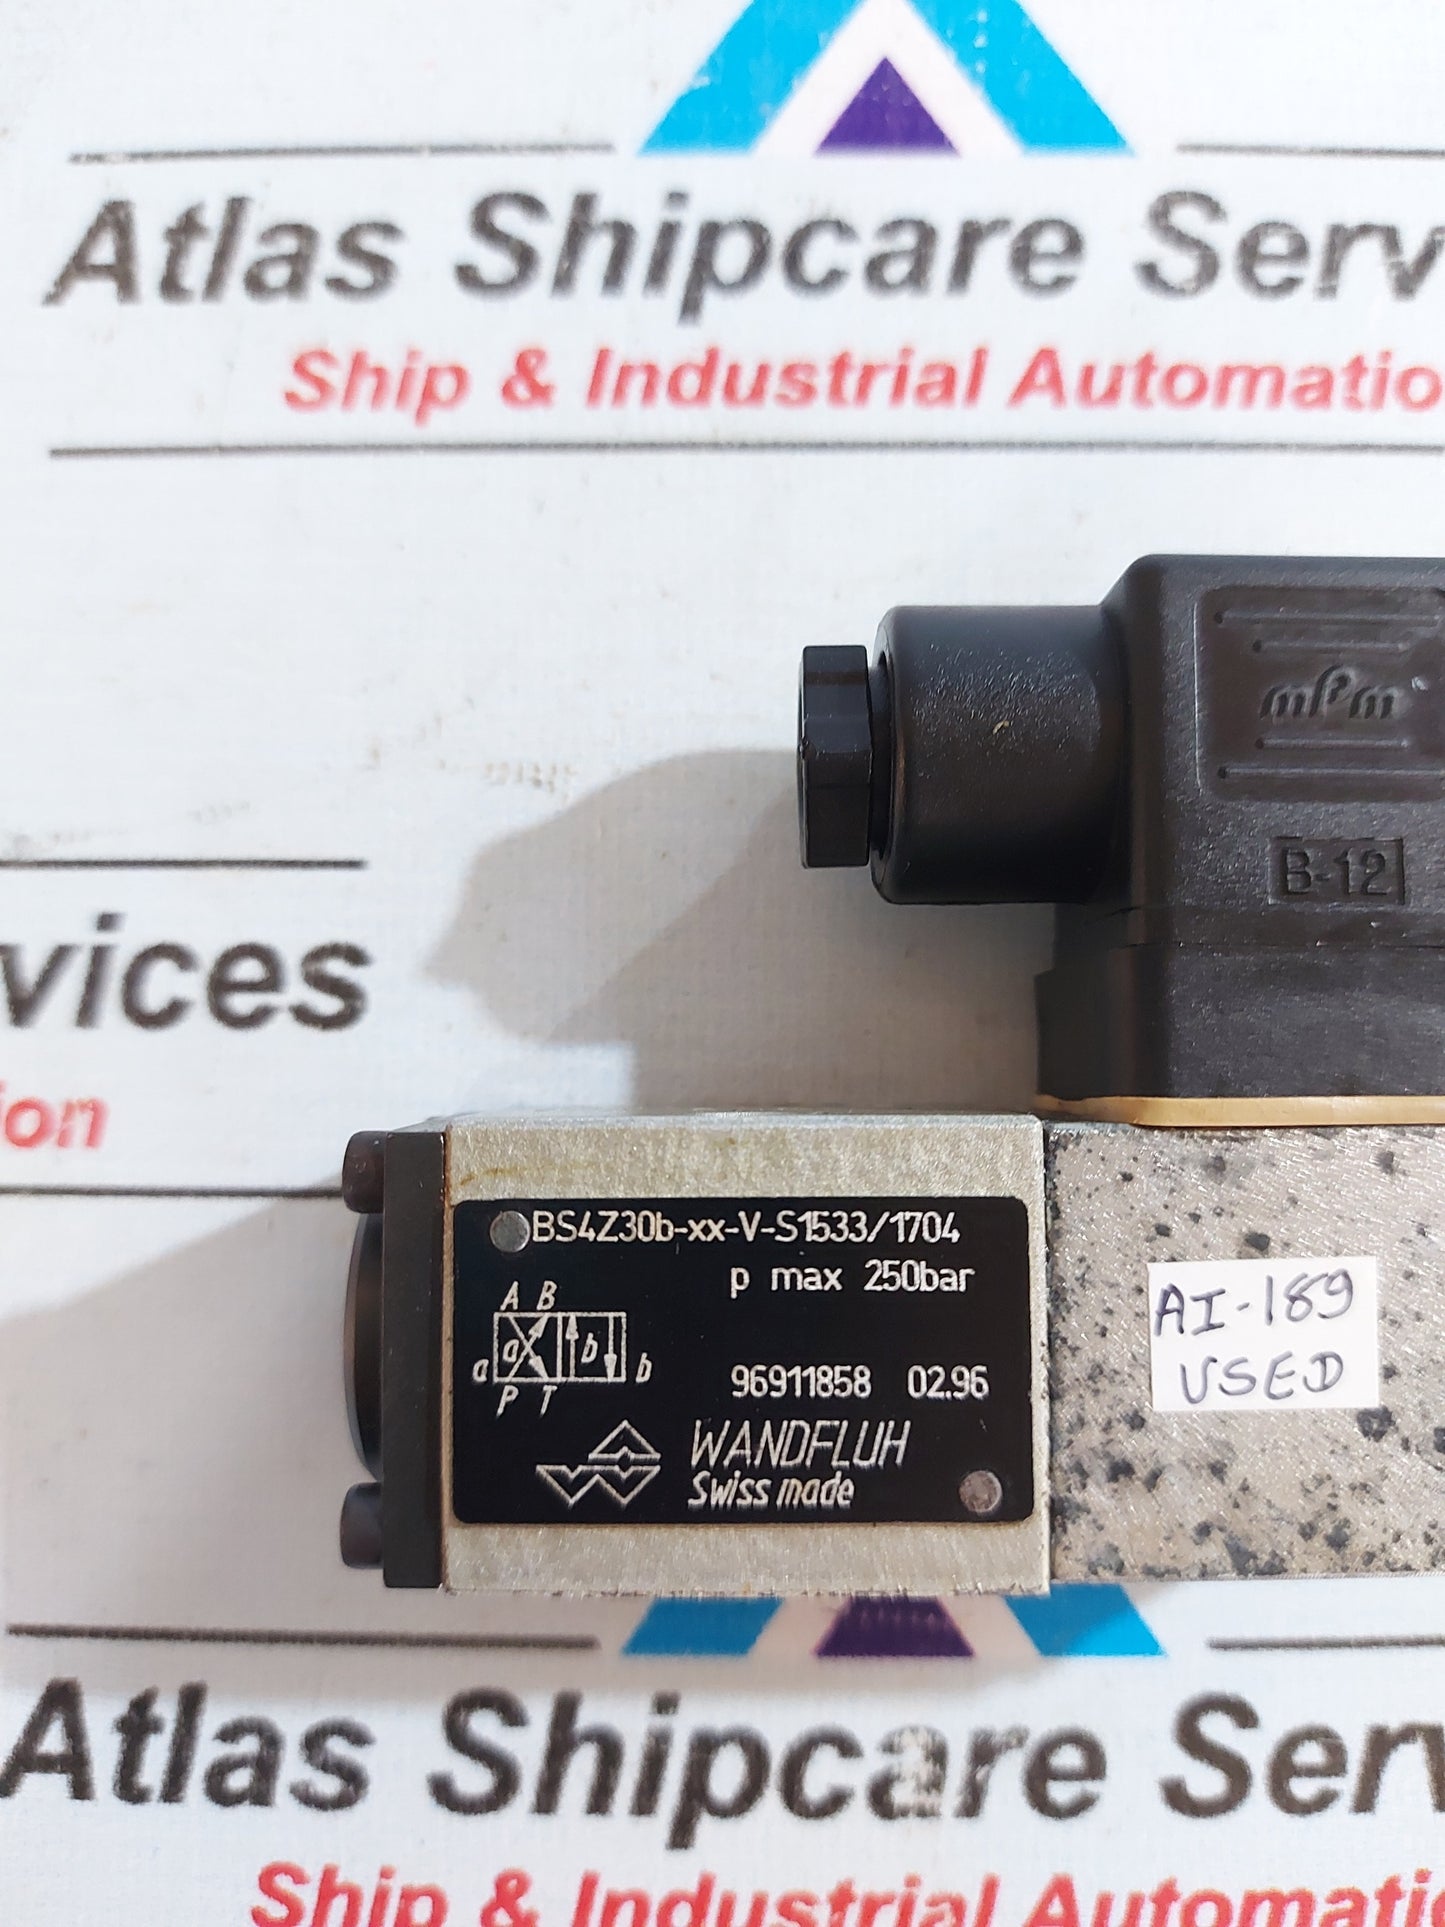 Atlas Shipcare Serv
Ship & Industrial Automatio
mPm
B-12
vices
ion
BS4Z30b-xx-V-S1533/1704
p max 250bar
A B
a a b b
P T
96911858 02.96
WANDFLUH
Swiss made
AI-189
USED
Atlas Shipcare Serv
Ship & Industrial Automatic